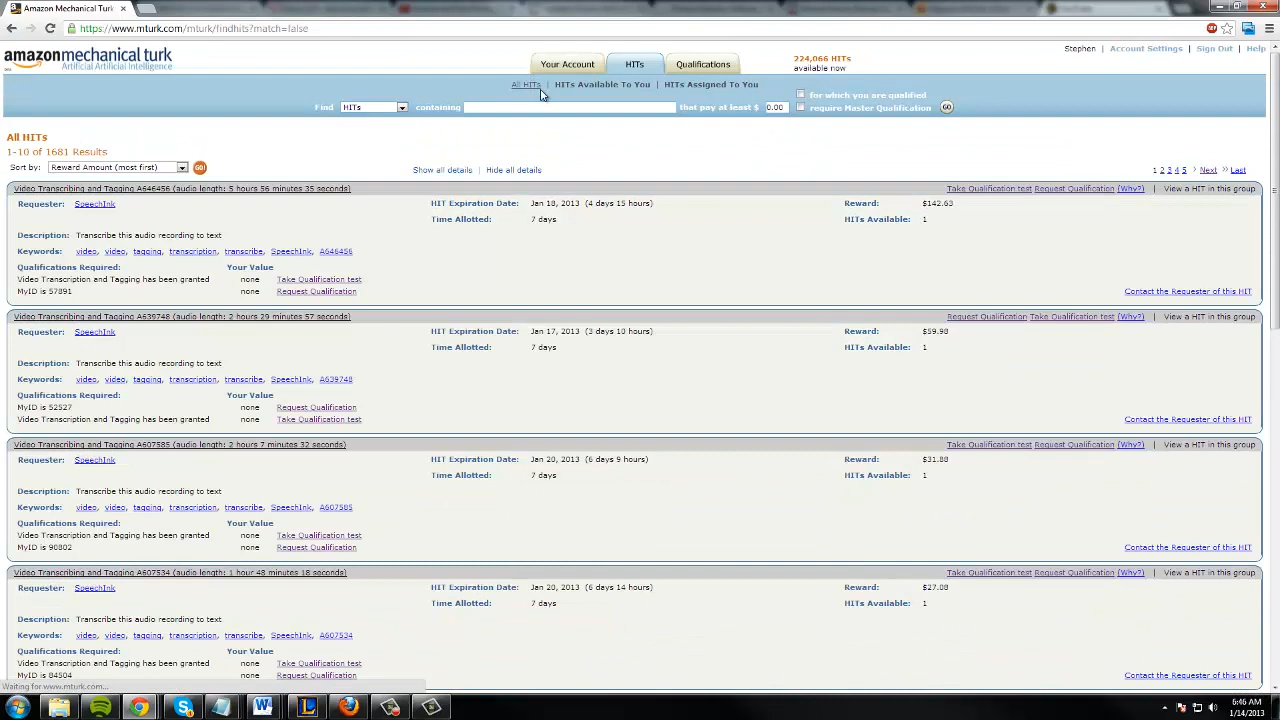 Amazon Mechanical Turk
https://www.mturk.com/mturk/findhits?match=false
amazonmechanical turk
Artificial Artificial Intelligence
Your Account
HITs
Qualifications
224,066 HITs
available now
Stephen | Account Settings | Sign Out | Help
All HITs | HITs Available To You | HITs Assigned To You
Find HITs containing that pay at least $ 0.00
for which you are qualified
require Master Qualification
GO
All HITs
1-10 of 1681 Results
Sort by: Reward Amount (most first) GO!
Show all details | Hide all details
1 2 3 4 5 > Next >> Last
Video Transcribing and Tagging A646456 (audio length: 5 hours 56 minutes 35 seconds) Take Qualification test Request Qualification (Why?) | View a HIT in this group
Requester: SpeechInk HIT Expiration Date: Jan 18, 2013 (4 days 15 hours) Reward: $142.63
Time Allotted: 7 days HITs Available: 1
Description: Transcribe this audio recording to text
Keywords: video, video, tagging, transcription, transcribe, SpeechInk, A646456
Qualifications Required: Your Value
Video Transcription and Tagging has been granted none Take Qualification test
MyID is 57891 none Request Qualification Contact the Requester of this HIT
Video Transcribing and Tagging A639748 (audio length: 2 hours 29 minutes 57 seconds) Request Qualification Take Qualification test (Why?) | View a HIT in this group
Requester: SpeechInk HIT Expiration Date: Jan 17, 2013 (3 days 10 hours) Reward: $59.98
Time Allotted: 7 days HITs Available: 1
Description: Transcribe this audio recording to text
Keywords: video, video, tagging, transcription, transcribe, SpeechInk, A639748
Qualifications Required: Your Value
MyID is 52527 none Request Qualification
Video Transcription and Tagging has been granted none Take Qualification test Contact the Requester of this HIT
Video Transcribing and Tagging A607585 (audio length: 2 hours 7 minutes 32 seconds) Take Qualification test Request Qualification (Why?) | View a HIT in this group
Requester: SpeechInk HIT Expiration Date: Jan 20, 2013 (6 days 9 hours) Reward: $31.88
Time Allotted: 7 days HITs Available: 1
Description: Transcribe this audio recording to text
Keywords: video, video, tagging, transcription, transcribe, SpeechInk, A607585
Qualifications Required: Your Value
Video Transcription and Tagging has been granted none Take Qualification test
MyID is 90802 none Request Qualification Contact the Requester of this HIT
Video Transcribing and Tagging A607534 (audio length: 1 hour 48 minutes 18 seconds) Take Qualification test Request Qualification (Why?) | View a HIT in this group
Requester: SpeechInk HIT Expiration Date: Jan 20, 2013 (6 days 14 hours) Reward: $27.08
Time Allotted: 7 days HITs Available: 1
Description: Transcribe this audio recording to text
Keywords: video, video, tagging, transcription, transcribe, SpeechInk, A607534
Qualifications Required: Your Value
Video Transcription and Tagging has been granted none Take Qualification test
MyID is 84504 none Request Qualification Contact the Requester of this HIT
Waiting for www.mturk.com...
6:46 AM
1/14/2013